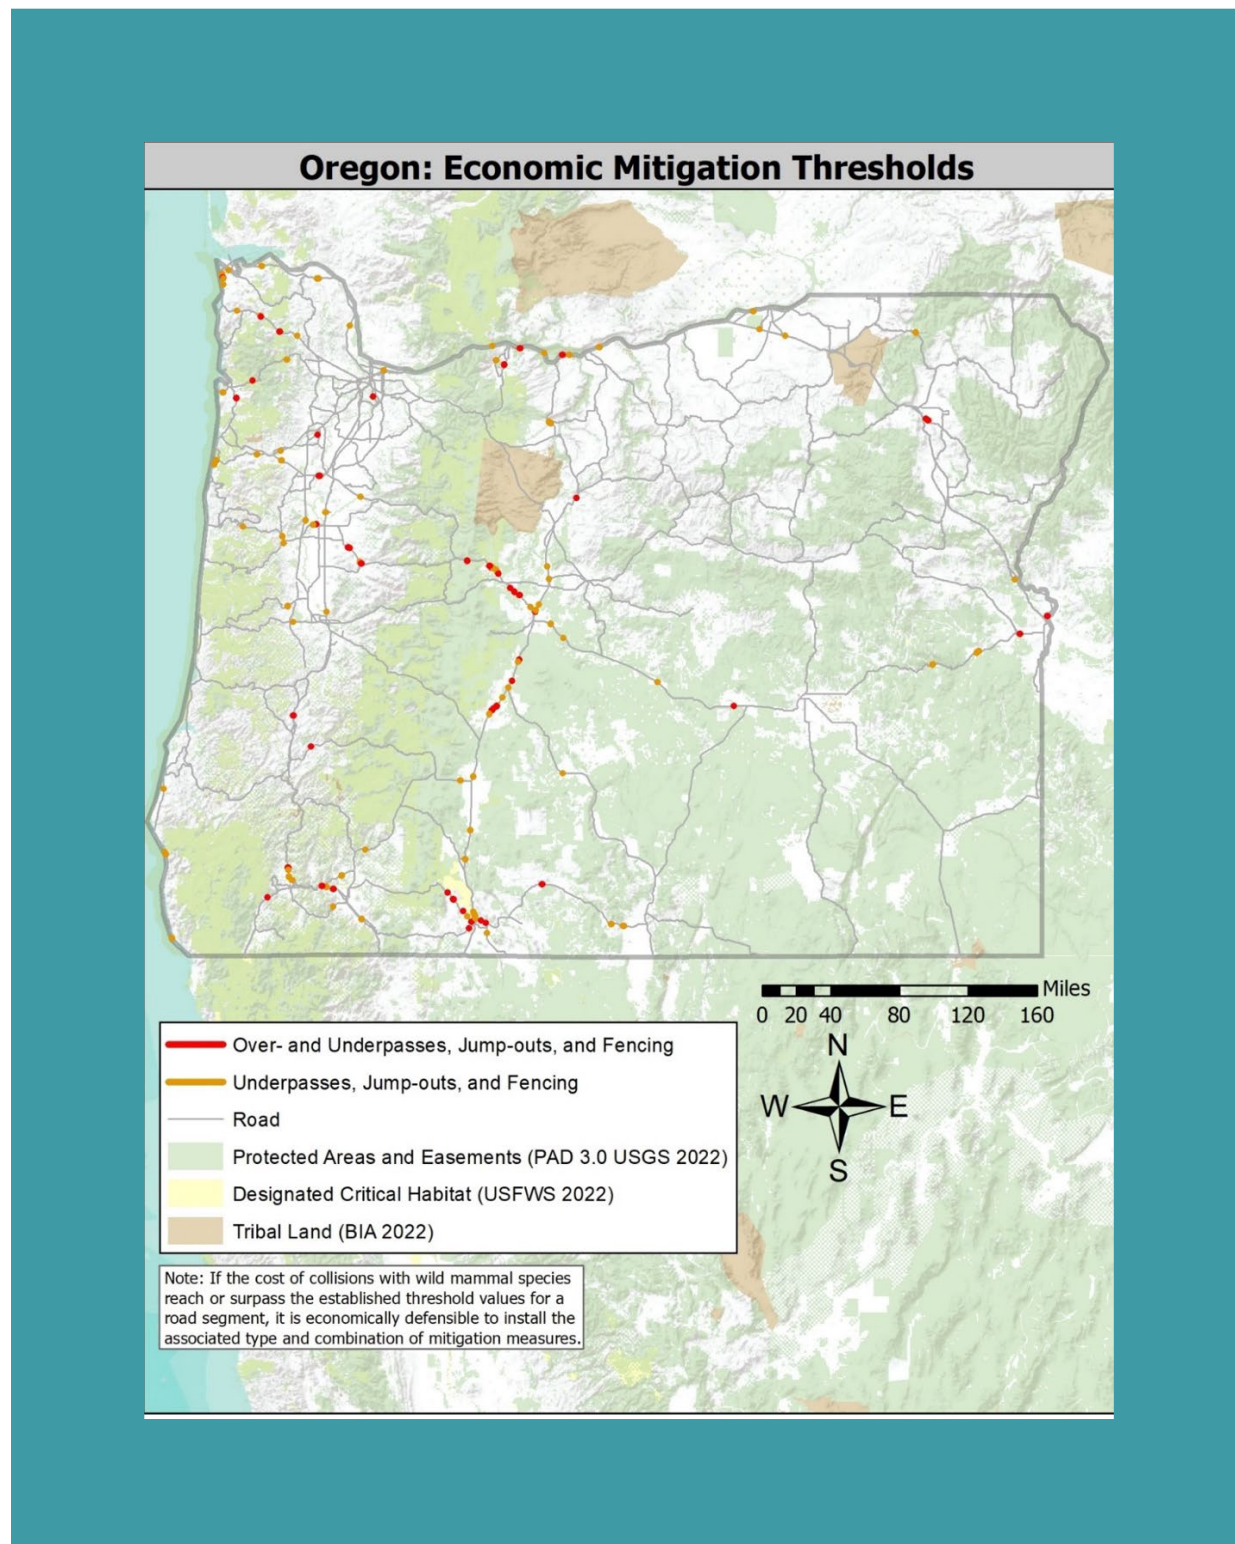 Oregon: Economic Mitigation Thresholds
Miles
0 20 40 80 120 160
N
W E
S
Over- and Underpasses, Jump-outs, and Fencing
Underpasses, Jump-outs, and Fencing
Road
Protected Areas and Easements (PAD 3.0 USGS 2022)
Designated Critical Habitat (USFWS 2022)
Tribal Land (BIA 2022)
Note: If the cost of collisions with wild mammal species
reach or surpass the established threshold values for a
road segment, it is economically defensible to install the
associated type and combination of mitigation measures.